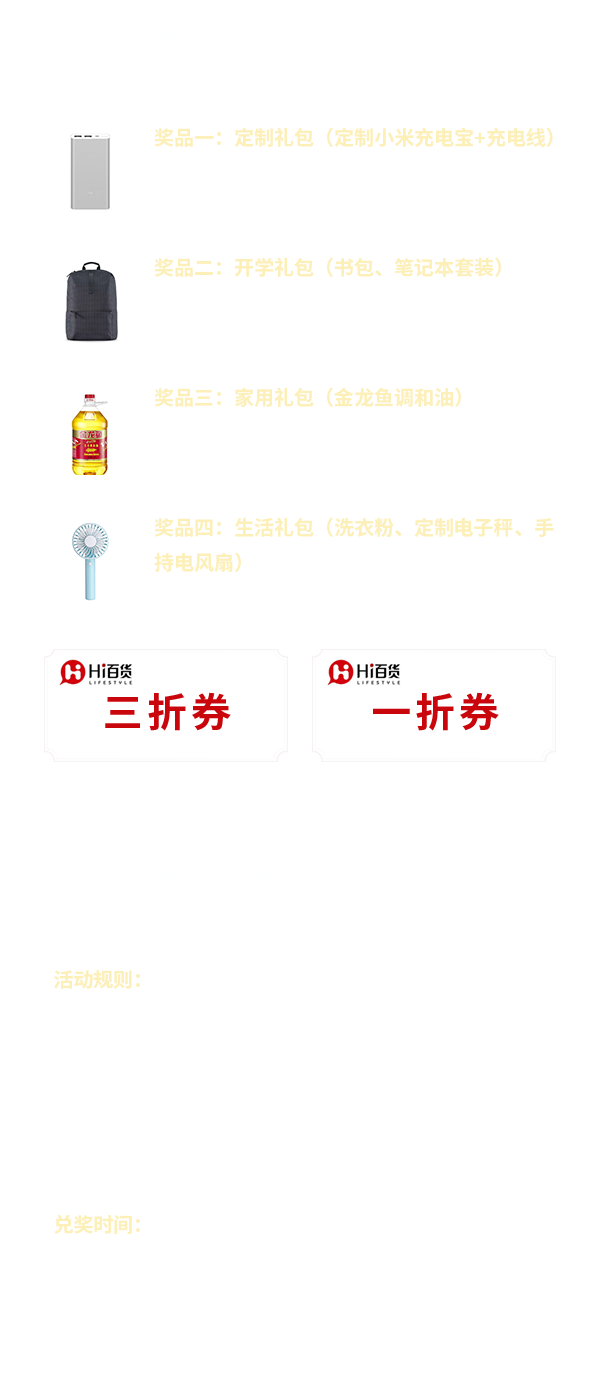 奖品一：定制礼包（定制小米充电宝+充电线）
奖品二：开学礼包（书包、笔记本套装）
奖品三：家用礼包（金龙鱼调和油）
金龙鱼
奖品四：生活礼包（洗衣粉、定制电子秤、手
持电风扇）
Hi百货
LIFESTYLE
三折券
Hi百货
LIFESTYLE
一折券
活动规则：
兑奖时间：